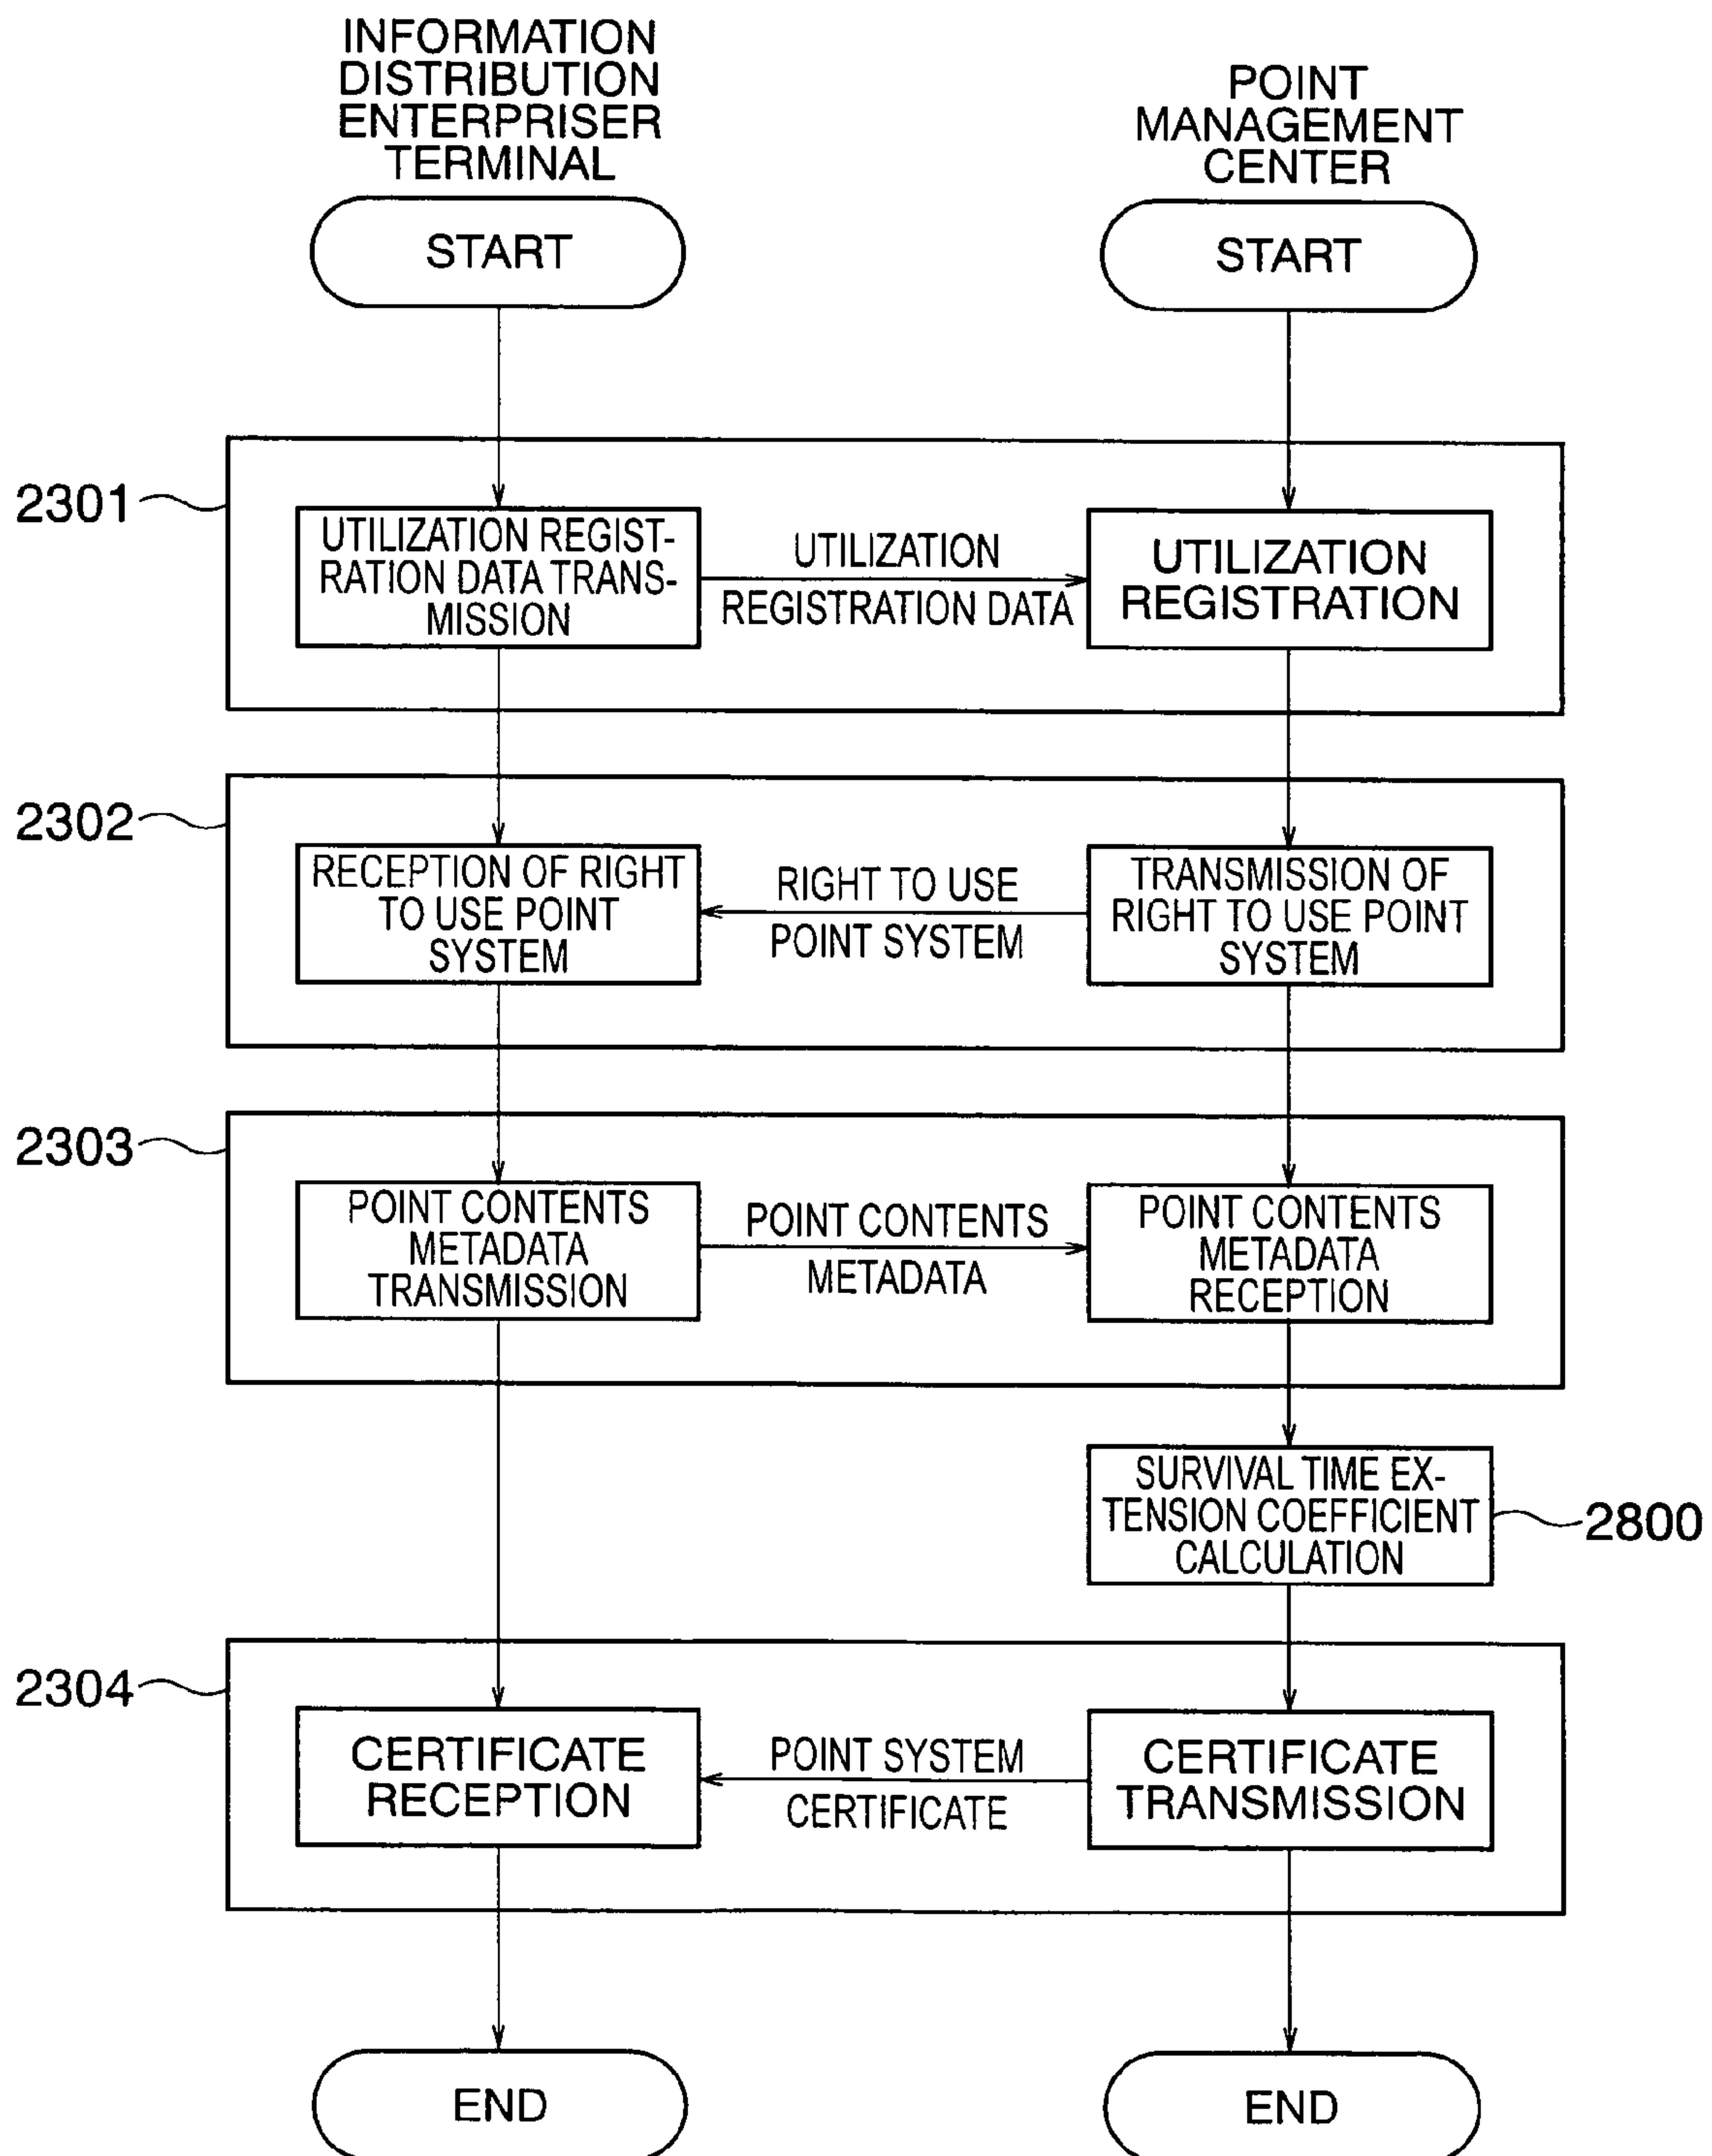 INFORMATION
DISTRIBUTION
ENTERPRISER
TERMINAL
POINT
MANAGEMENT
CENTER
START
START
2301
UTILIZATION REGIST-
RATION DATA TRANS-
MISSION
UTILIZATION
REGISTRATION DATA
UTILIZATION
REGISTRATION
2302
RECEPTION OF RIGHT
TO USE POINT
SYSTEM
RIGHT TO USE
POINT SYSTEM
TRANSMISSION OF
RIGHT TO USE POINT
SYSTEM
2303
POINT CONTENTS
METADATA
TRANSMISSION
POINT CONTENTS
METADATA
POINT CONTENTS
METADATA
RECEPTION
SURVIVAL TIME EX-
TENSION COEFFICIENT
CALCULATION
2800
2304
CERTIFICATE
RECEPTION
POINT SYSTEM
CERTIFICATE
CERTIFICATE
TRANSMISSION
END
END